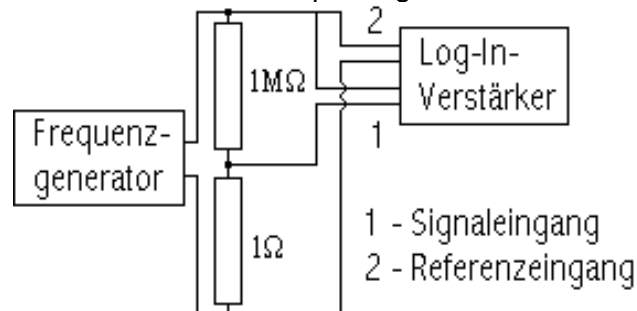 2
Log-In-
Verstärker
1MΩ
1
Frequenz-
generator
1Ω
1 - Signaleingang
2 - Referenzeingang